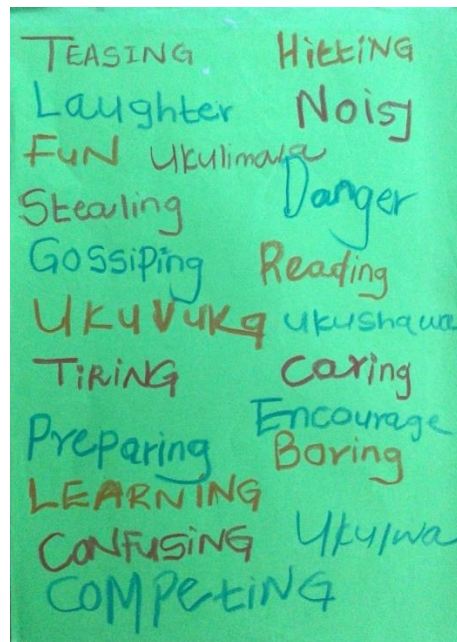 TEASING HittiNG
Laughter Noisy
FuN Ukulimala
Stealing Danger
GosSiping Reading
UKUVUKa ukushawa
TiRiNG Caring
Encourage
Preparing Boring
LEARNING
CoNFUSING Ukulwa
COMPetiNG